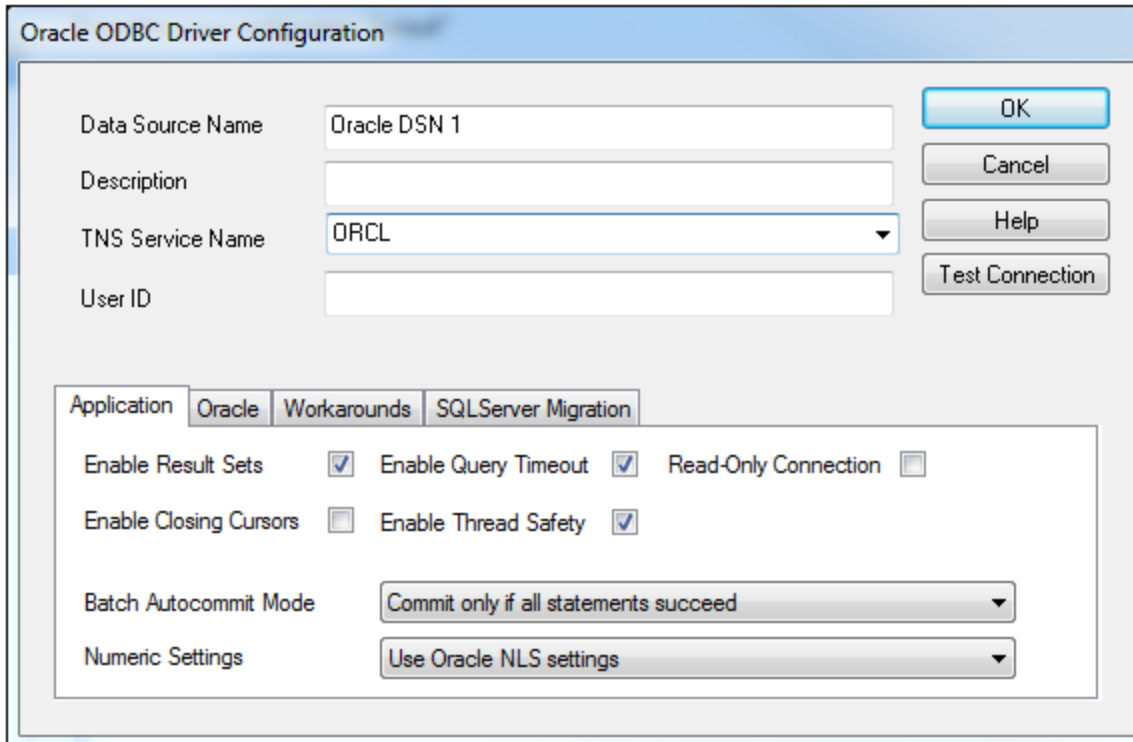 Oracle ODBC Driver Configuration
Data Source Name Oracle DSN 1 OK
Description Cancel
TNS Service Name ORCL Help
User ID Test Connection
Application Oracle Workarounds SQLServer Migration
Enable Result Sets Enable Query Timeout Read-Only Connection
Enable Closing Cursors Enable Thread Safety
Batch Autocommit Mode Commit only if all statements succeed
Numeric Settings Use Oracle NLS settings